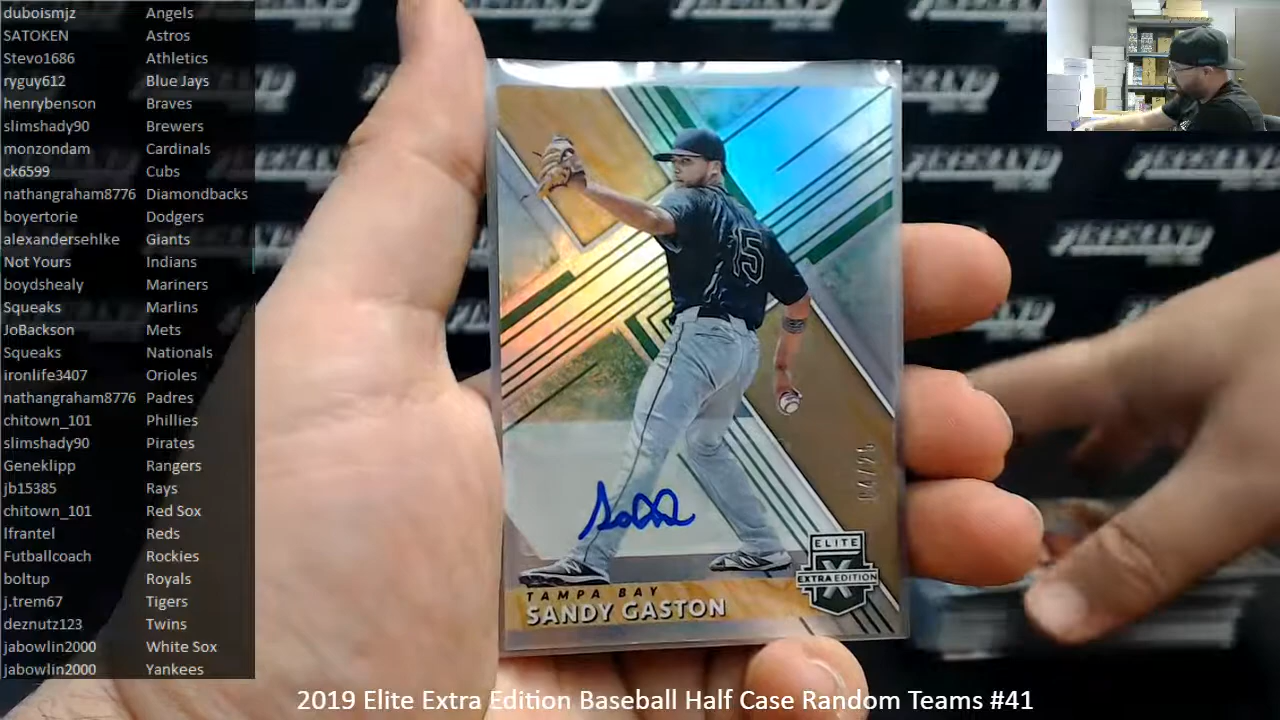 duboismjz Angels
SATOKEN Astros
Stevo1686 Athletics
ryguy612 Blue Jays
henrybenson Braves
slimshady90 Brewers
monzondam Cardinals
ck6599 Cubs
nathangraham8776 Diamondbacks
boyertorie Dodgers
alexandersehlke Giants
Not Yours Indians
boydshealy Mariners
Squeaks Marlins
JoBackson Mets
Squeaks Nationals
ironlife3407 Orioles
nathangraham8776 Padres
chitown_101 Phillies
slimshady90 Pirates
Geneklipp Rangers
jb15385 Rays
chitown_101 Red Sox
lfrantel Reds
Futballcoach Rockies
boltup Royals
j.trem67 Tigers
deznutz123 Twins
jabowlin2000 White Sox
jabowlin2000 Yankees
5
04/25
ELITE
X
EXTRA EDITION
TAMPA BAY
SANDY GASTON
2019 Elite Extra Edition Baseball Half Case Random Teams #41